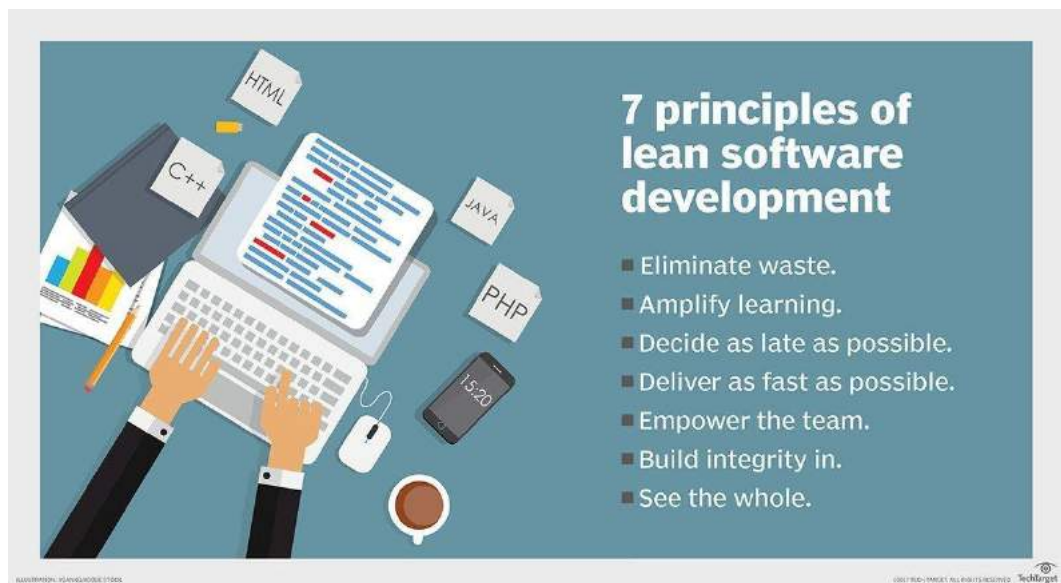 HTML
C++
JAVA
PHP
15:20
7 principles of
lean software
development
Eliminate waste.
Amplify learning.
Decide as late as possible.
Deliver as fast as possible.
Empower the team.
Build integrity in.
See the whole.
TechTarget